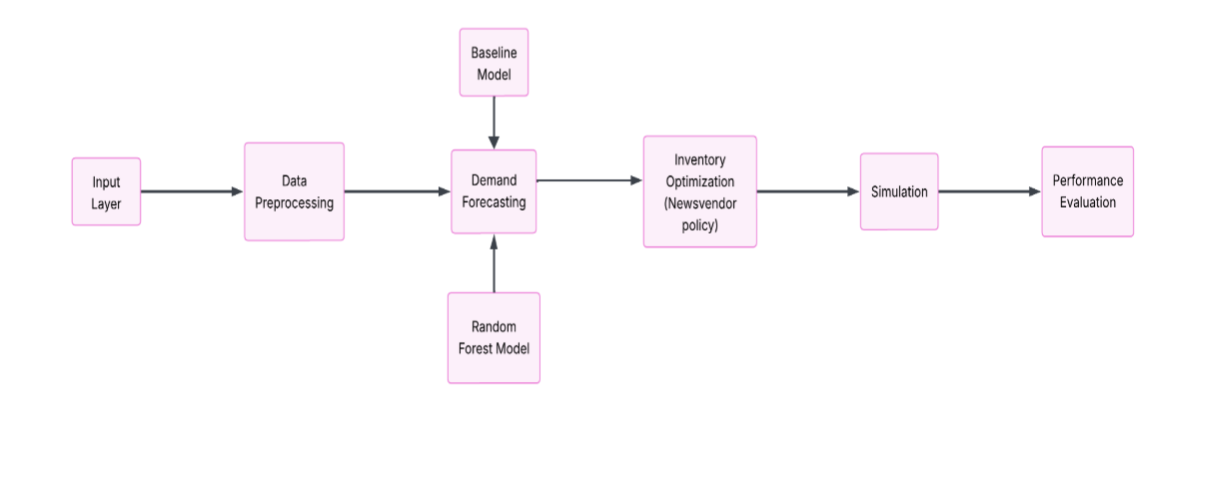 Baseline
Model
Input
Layer
Data
Preprocessing
Demand
Forecasting
Inventory
Optimization
(Newsvendor
policy)
Simulation
Performance
Evaluation
Random
Forest Model